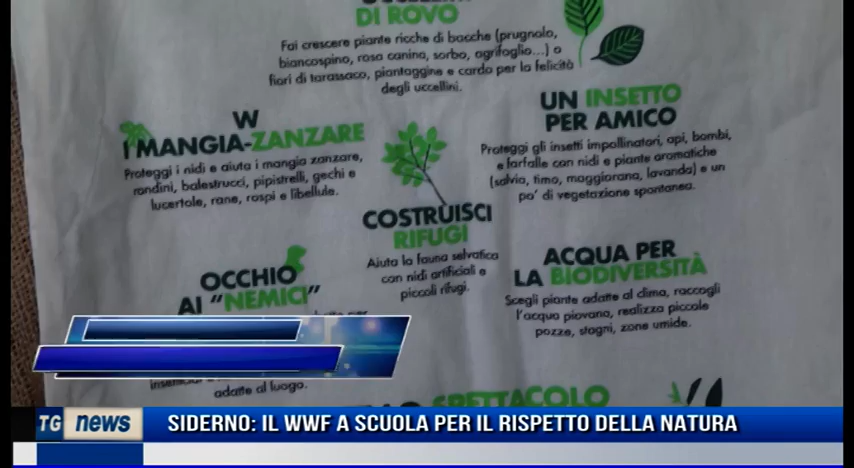 DI ROVO
Fai crescere piante ricche di bacche (prugnolo,
biancospino, rosa canina, sorbo, agrifoglio...) o
fiori di tarassaco, piantaggine e cardo per la felicità
degli uccellini.
W
I MANGIA-ZANZARE
Proteggi i nidi e aiuta i mangia zanzare,
rondini, balestrucci, pipistrelli, gechi e
lucertole, rane, rospi e libellule.
UN INSETTO
PER AMICO
Proteggi gli insetti impollinatori, api, bombi,
e farfalle con nidi e piante aromatiche
(salvia, timo, maggiorana, lavanda) e un
po' di vegetazione spontanea.
COSTRUISCI
RIFUGI
Aiuta la fauna selvatica
con nidi artificiali e
piccoli rifugi.
OCCHIO
AI "NEMICI"
adatte al luogo.
ACQUA PER
LA BIODIVERSITÀ
Scegli piante adatte al clima, raccogli
l'acqua piovana, realizza piccole
pozze, stagni, zone umide.
SPETTACOLO
TG news
SIDERNO: IL WWF A SCUOLA PER IL RISPETTO DELLA NATURA